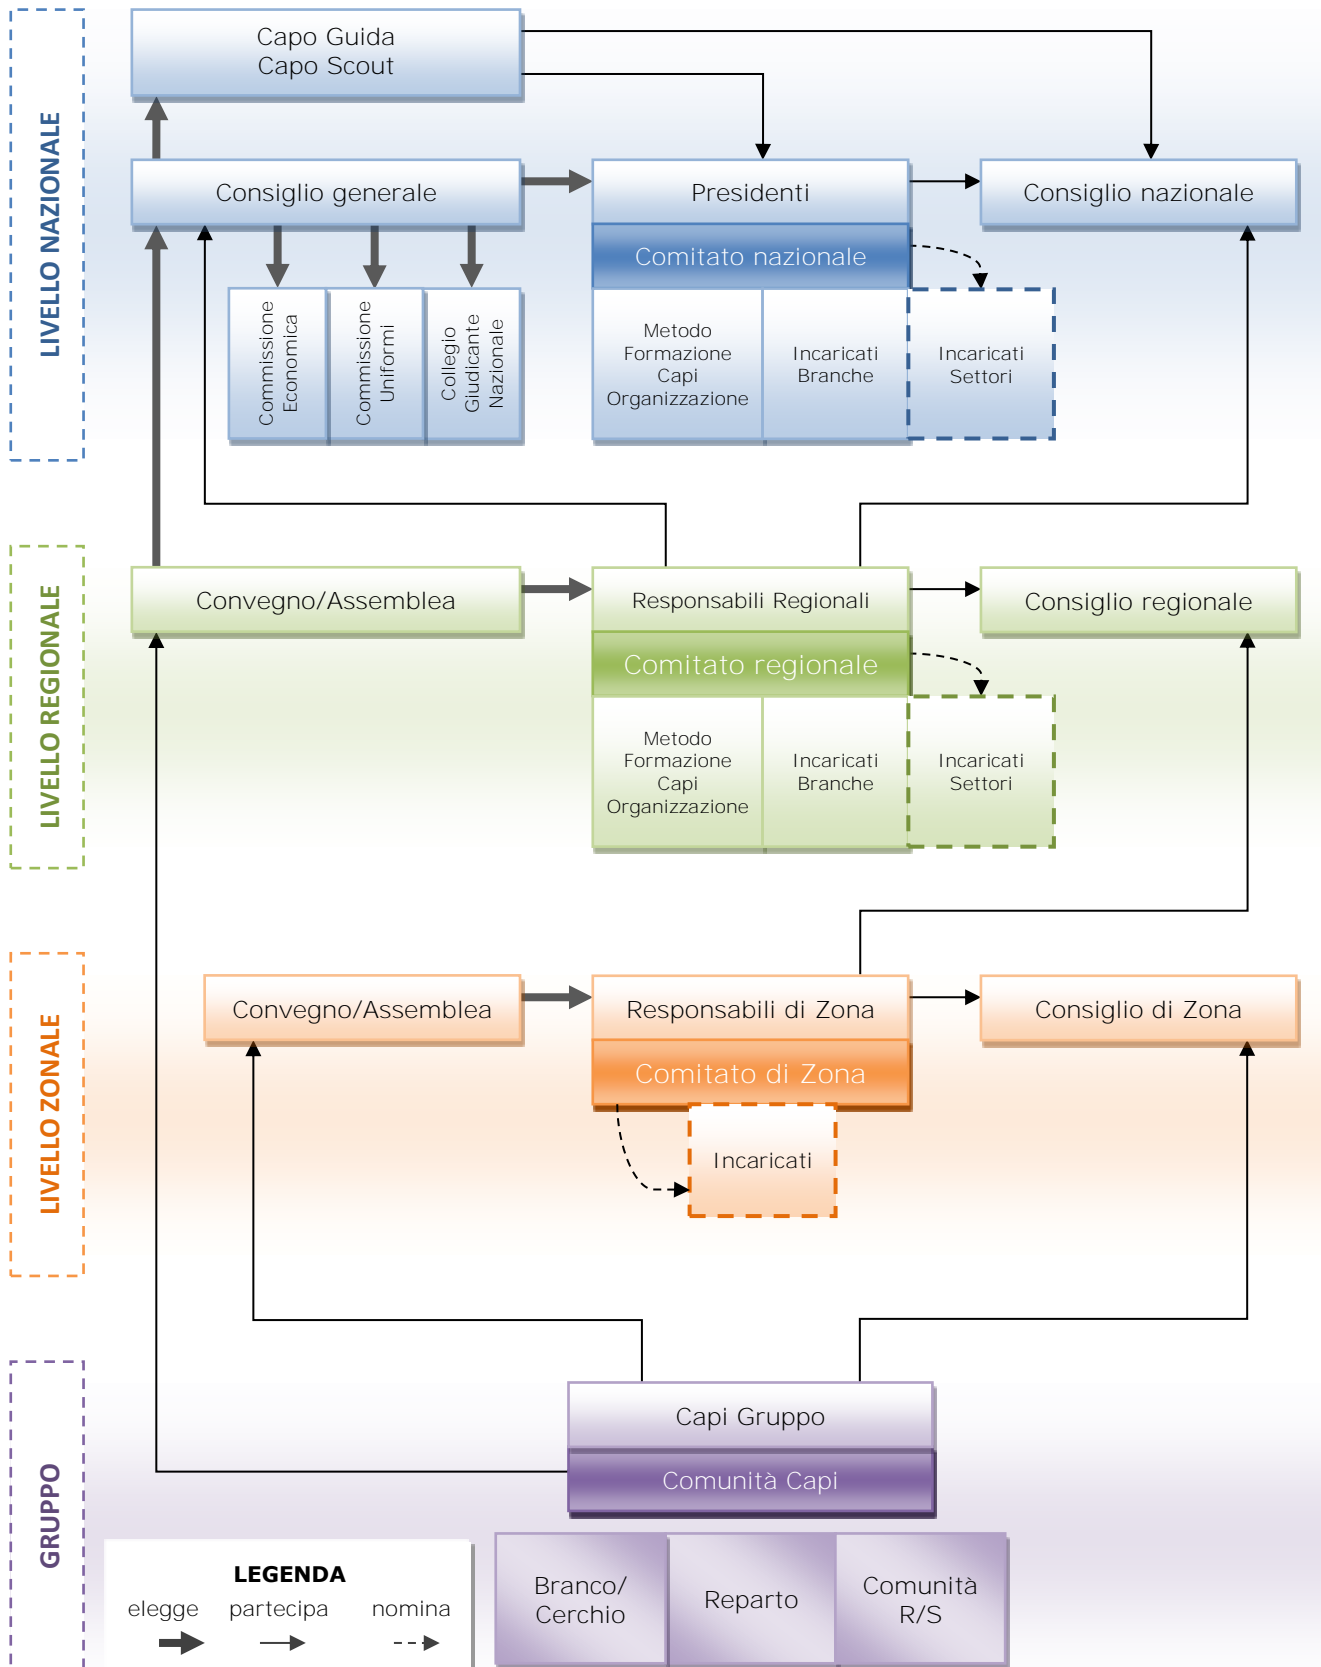 LIVELLO NAZIONALE
Capo Guida
Capo Scout
Consiglio generale
Presidenti
Consiglio nazionale
Comitato nazionale
Commissione
Economica
Commissione
Uniformi
Collegio
Giudicante
Nazionale
Metodo
Formazione
Capi
Organizzazione
Incaricati
Branche
Incaricati
Settori
LIVELLO REGIONALE
Convegno/Assemblea
Responsabili Regionali
Consiglio regionale
Comitato regionale
Metodo
Formazione
Capi
Organizzazione
Incaricati
Branche
Incaricati
Settori
LIVELLO ZONALE
Convegno/Assemblea
Responsabili di Zona
Consiglio di Zona
Comitato di Zona
Incaricati
GRUPPO
Capi Gruppo
Comunità Capi
Branco/
Cerchio
Reparto
Comunità
R/S
LEGENDA
elegge partecipa nomina